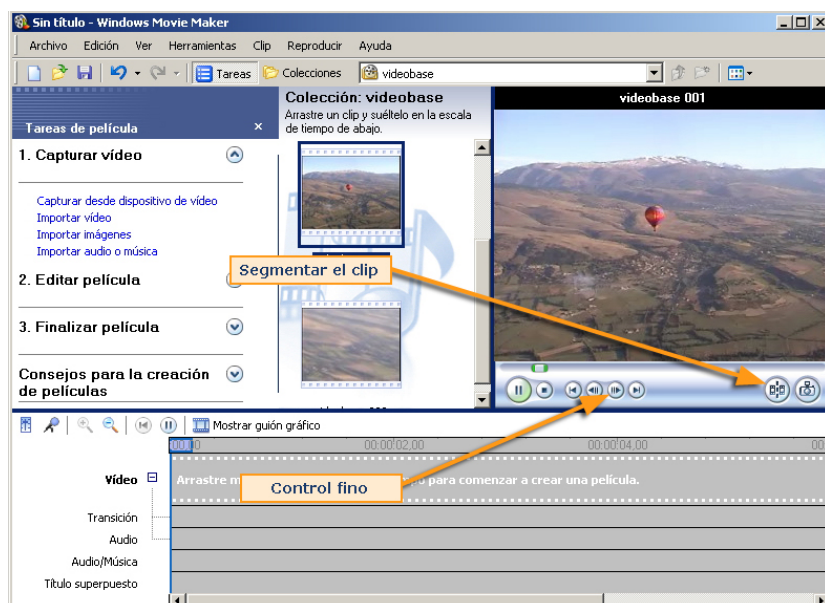 Sin título - Windows Movie Maker
Archivo Edición Ver Herramientas Clip Reproducir Ayuda
Tareas Colecciones videobase
Tareas de película
Colección: videobase
Arrastre un clip y suéltelo en la escala
de tiempo de abajo.
videobase 001
1. Capturar vídeo
Capturar desde dispositivo de vídeo
Importar vídeo
Importar imágenes
Importar audio o música
2. Editar película
3. Finalizar película
Consejos para la creación
de películas
Segmentar el clip
Mostrar guión gráfico
00:00:02,00 00:00:04,00
Vídeo
Arrastre para comenzar a crear una película.
Control fino
Transición
Audio
Audio/Música
Título superpuesto